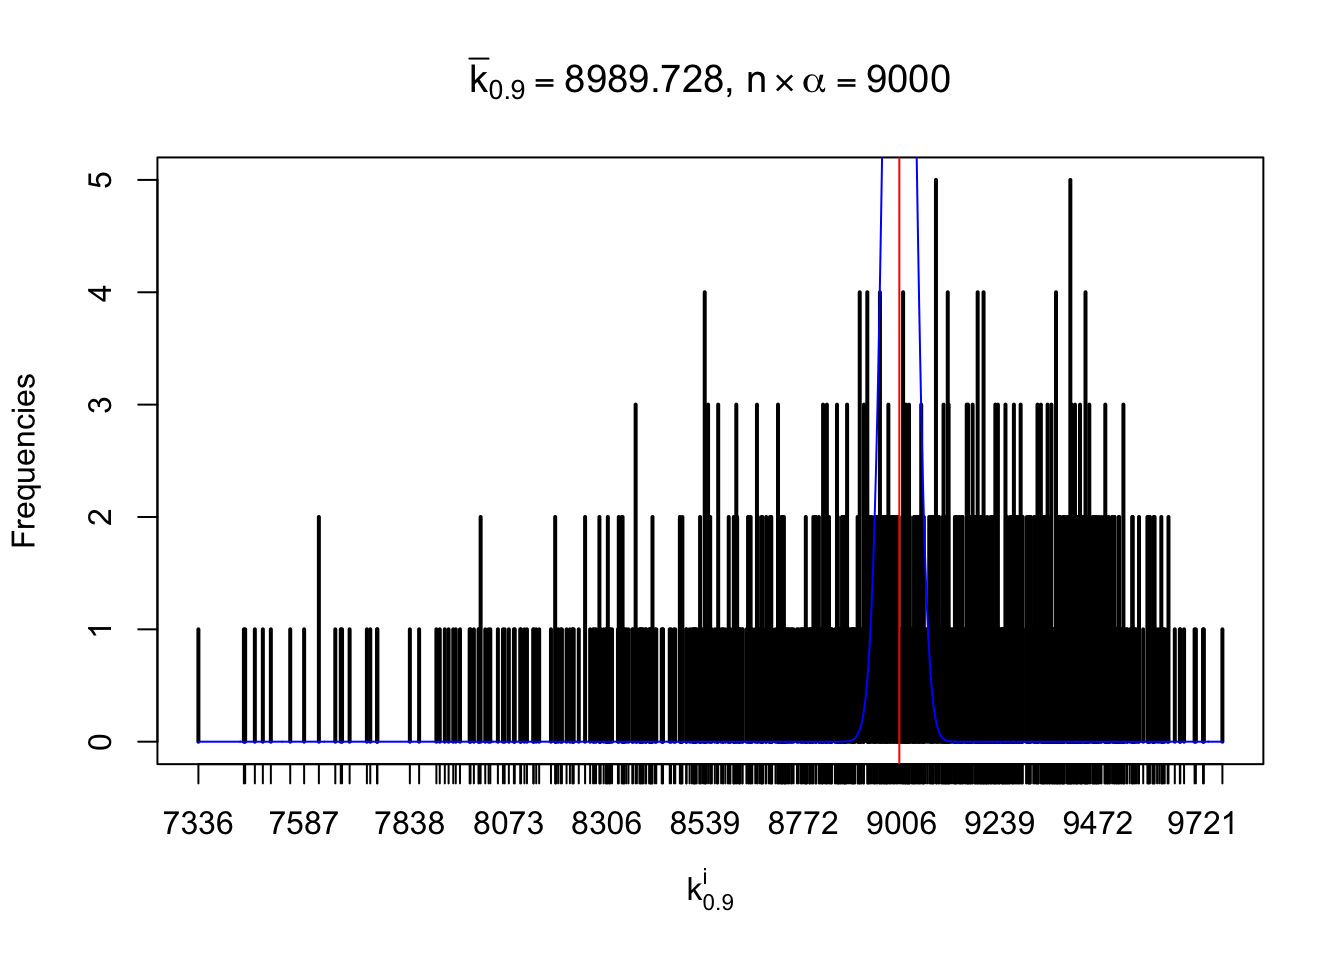 k̅0.9 = 8989.728, n × α = 9000
Frequencies
5
4
3
2
1
0
7336 7587 7838 8073 8306 8539 8772 9006 9239 9472 9721
k0.9^i